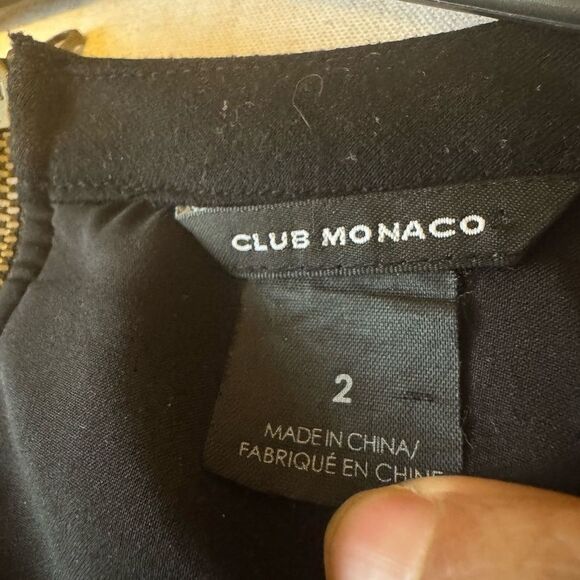 CLUB MONACO
2
MADE IN CHINA/
FABRIQUÉ EN CHINE